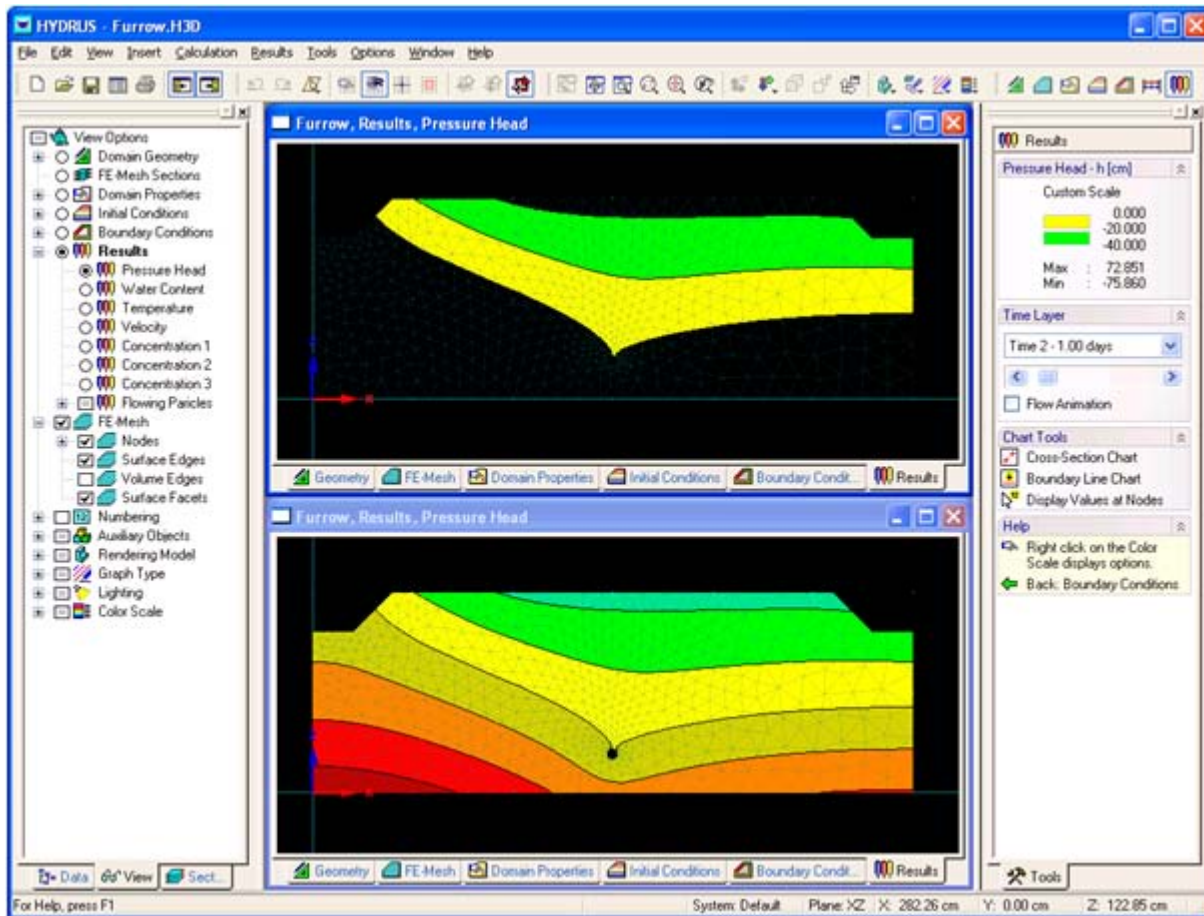 HYDRUS - Furrow.H3D
File Edit View Insert Calculation Results Tools Options Window Help
View Options
Domain Geometry
FE-Mesh Sections
Domain Properties
Initial Conditions
Boundary Conditions
Results
Pressure Head
Water Content
Temperature
Velocity
Concentration 1
Concentration 2
Concentration 3
Flowing Paricles
FE-Mesh
Nodes
Surface Edges
Volume Edges
Surface Facets
Numbering
Auxiliary Objects
Rendering Model
Graph Type
Lighting
Color Scale
Data View Sect...
Furrow, Results, Pressure Head
Geometry FE-Mesh Domain Properties Initial Conditions Boundary Condit... Results
Furrow, Results, Pressure Head
Geometry FE-Mesh Domain Properties Initial Conditions Boundary Condit... Results
Results
Pressure Head - h [cm]
Custom Scale
0.000
-20.000
-40.000
Max : 72.851
Min : -75.860
Time Layer
Time 2 - 1.00 days
Flow Animation
Chart Tools
Cross-Section Chart
Boundary Line Chart
Display Values at Nodes
Help
Right click on the Color
Scale displays options.
Back: Boundary Conditions
Tools
For Help, press F1
System: Default Plane: XZ X: 282.26 cm Y: 0.00 cm Z: 122.85 cm